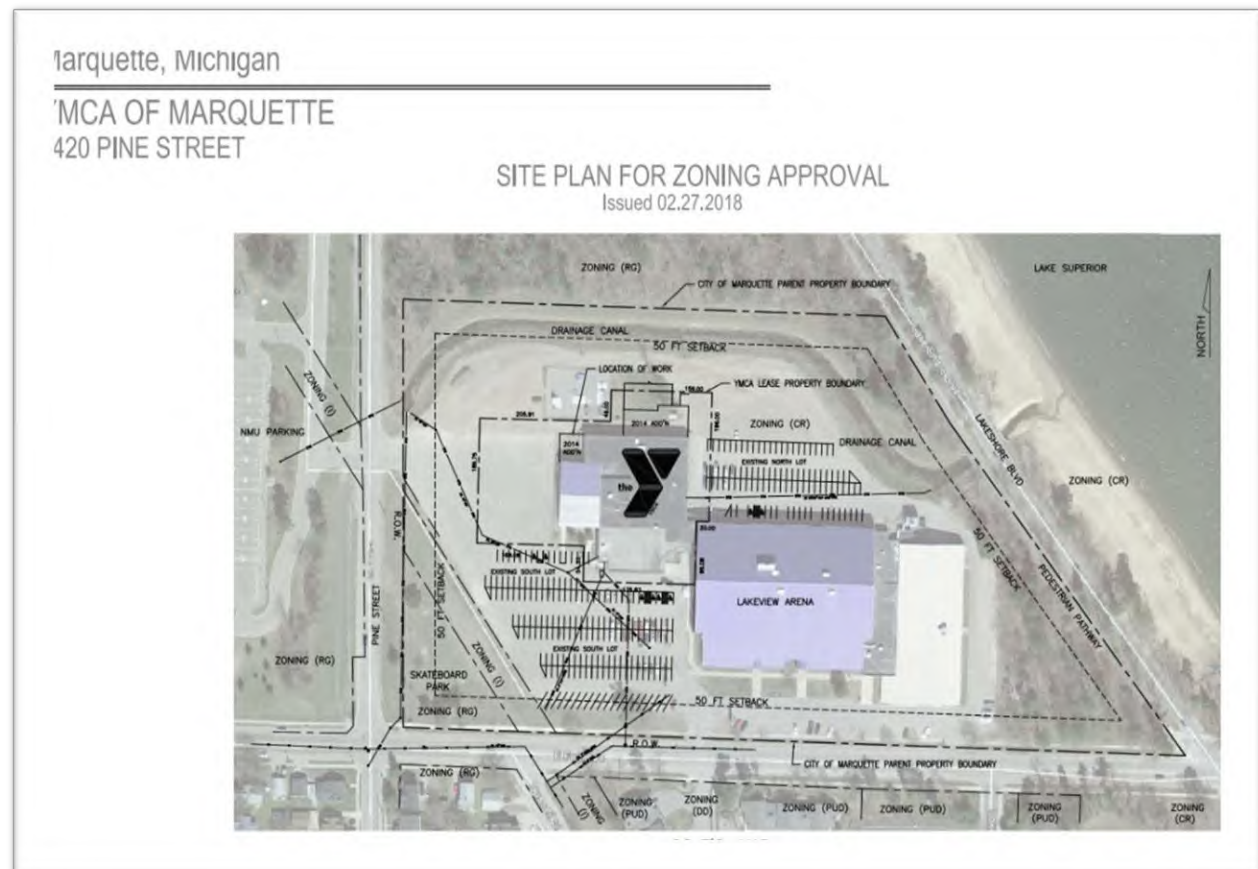 Marquette, Michigan
YMCA OF MARQUETTE
420 PINE STREET
SITE PLAN FOR ZONING APPROVAL
Issued 02.27.2018
ZONING (RG)
LAKE SUPERIOR
CITY OF MARQUETTE PARENT PROPERTY BOUNDARY
NORTH
DRAINAGE CANAL
50 FT SETBACK
LOCATION OF WORK
YMCA LEASE PROPERTY BOUNDARY
ZONING (I)
NMU PARKING
2014 ADD'N
2014 ADD'N
ZONING (CR)
DRAINAGE CANAL
EXISTING NORTH LOT
LAKESHORE BLVD
ZONING (CR)
the
R.O.W.
50 FT SETBACK
EXISTING SOUTH LOT
LAKEVIEW ARENA
50 FT SETBACK
PEDESTRIAN PATHWAY
PINE STREET
ZONING (I)
EXISTING SOUTH LOT
ZONING (RG)
SKATEBOARD
PARK
ZONING (RG)
50 FT SETBACK
R.O.W.
CITY OF MARQUETTE PARENT PROPERTY BOUNDARY
ZONING (RG)
ZONING
(I)
ZONING
(PUD)
ZONING
(DD)
ZONING (PUD)
ZONING (PUD)
ZONING
(PUD)
ZONING
(CR)